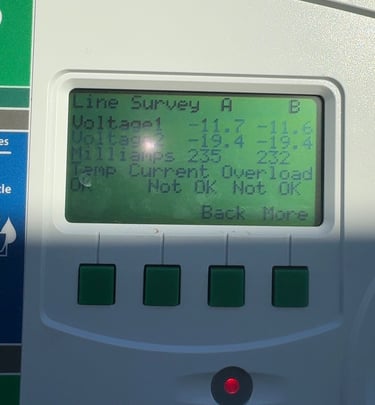 Line Survey A B
Voltage1 -11.7 -11.6
Voltage2 -19.4 -19.4
Milliamps 235 232
Temp Current Overload
OK Not OK Not OK
Back More